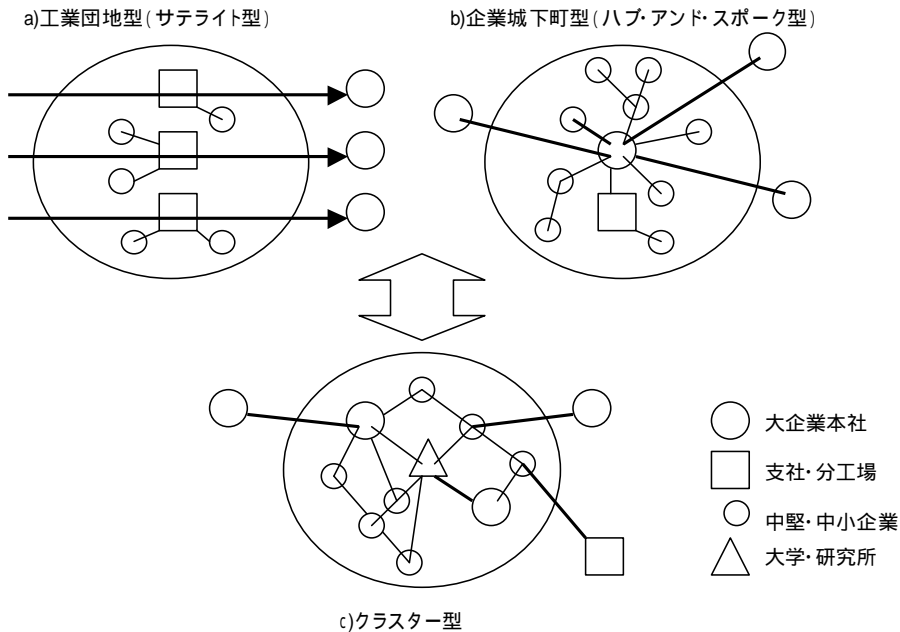 a)工業団地型(サテライト型)
b)企業城下町型(ハブ・アンド・スポーク型)
大企業本社
支社・分工場
中堅・中小企業
大学・研究所
c)クラスター型